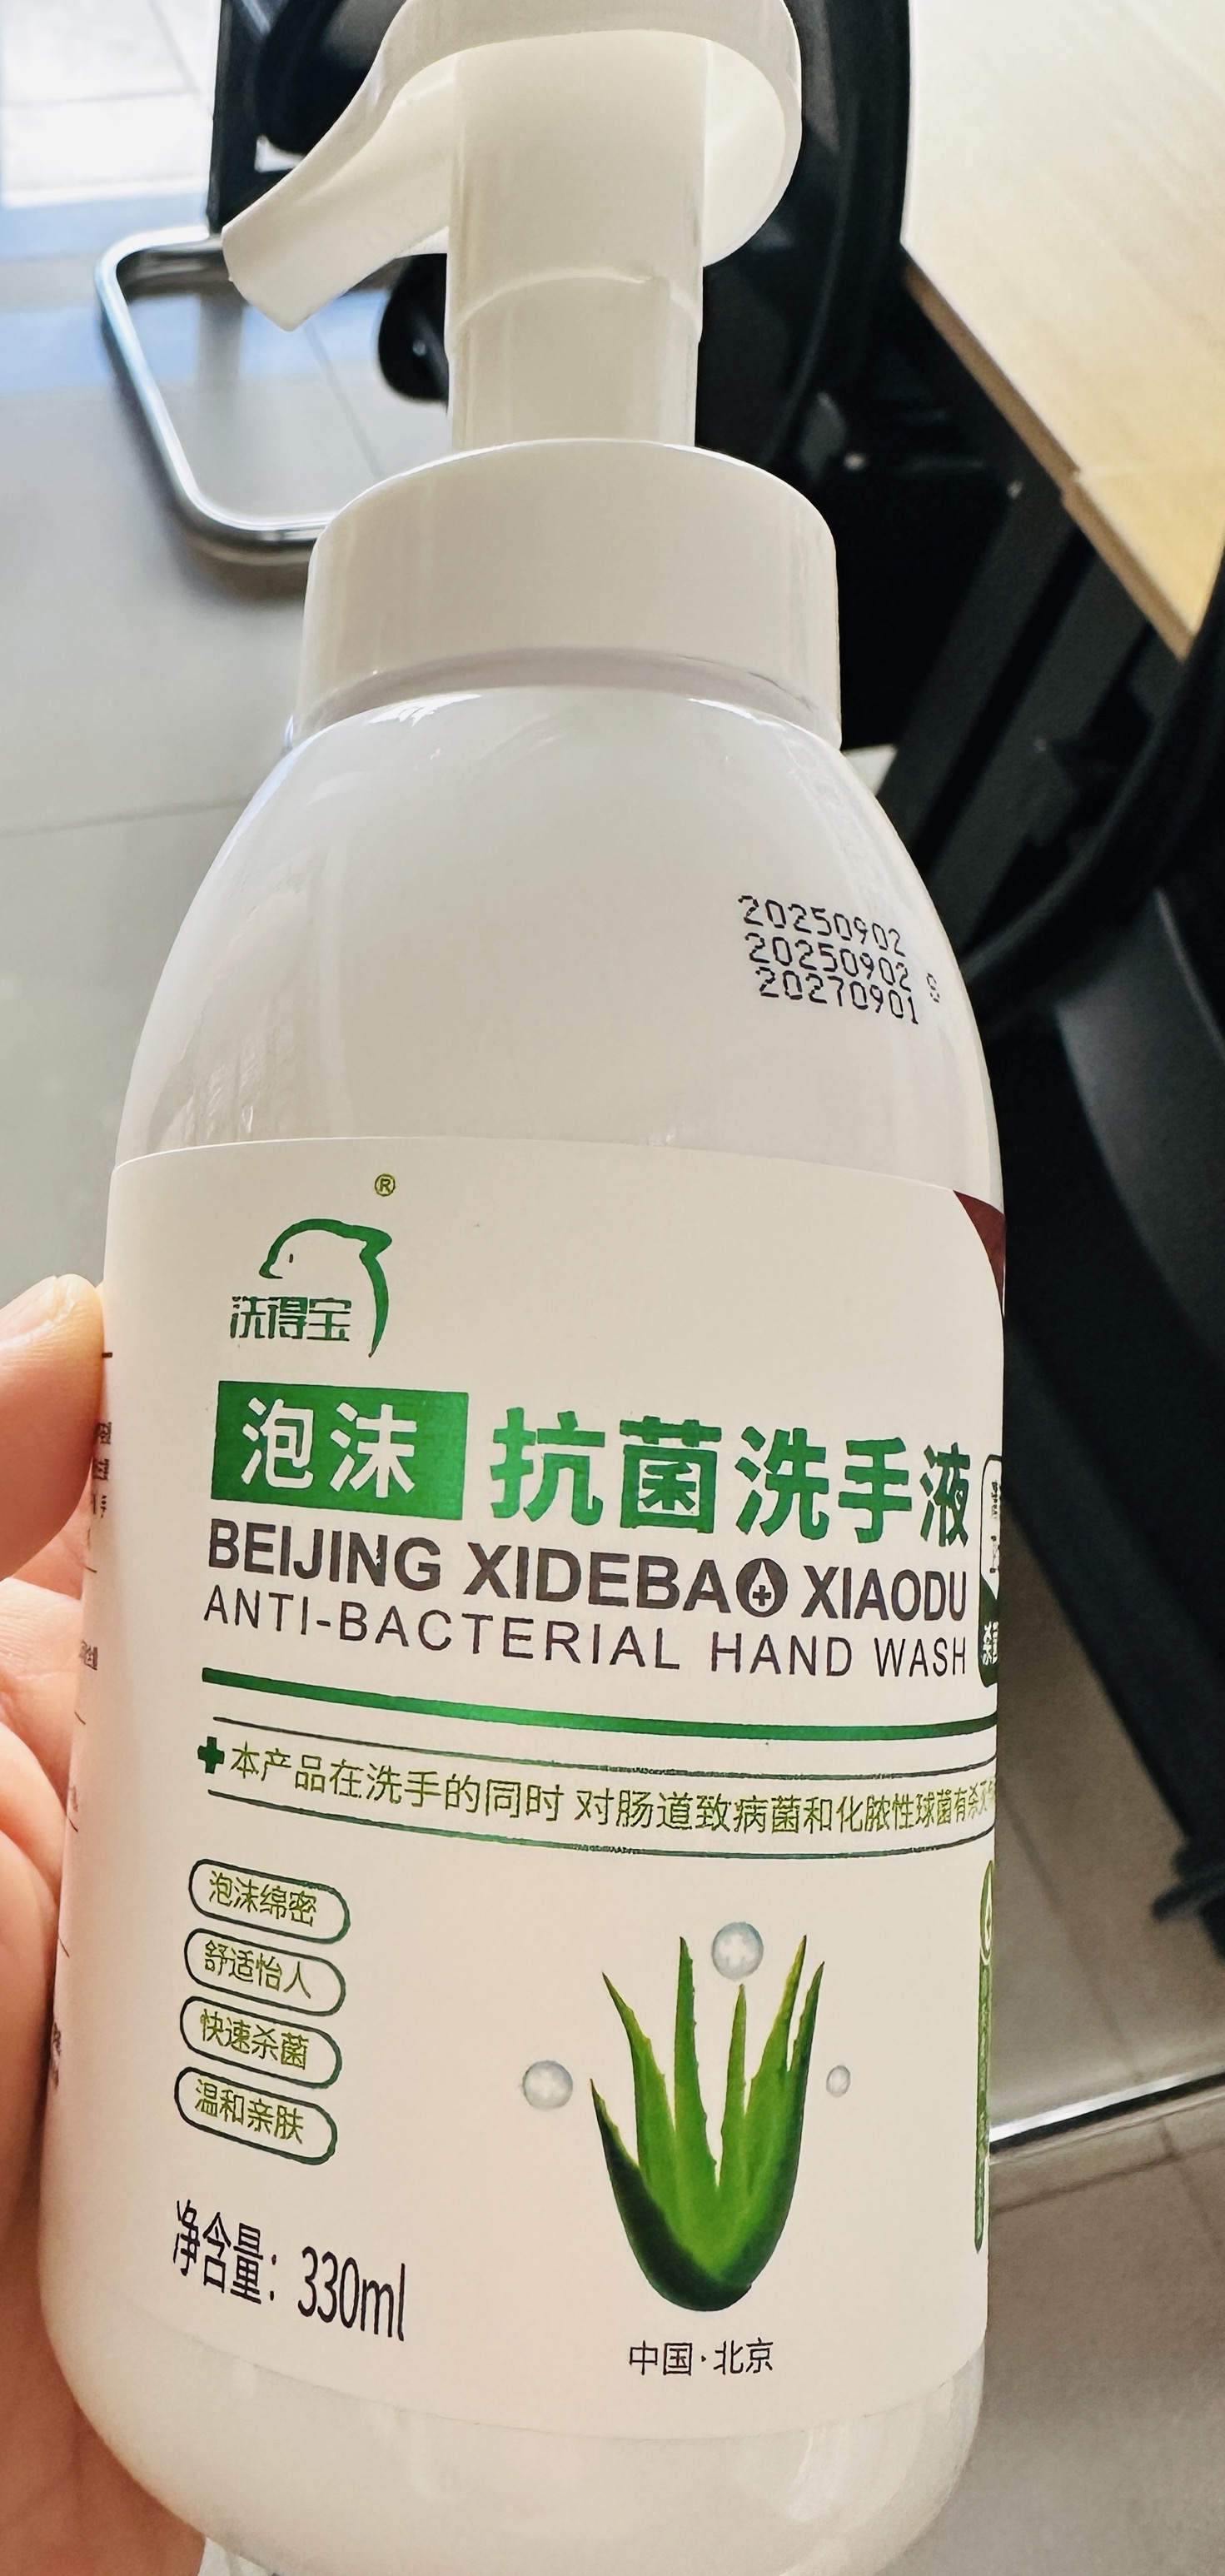 20250902
20250902
20270901
®
洗得宝
泡沫 抗菌洗手液
BEIJING XIDEBAO XIAODU
ANTI-BACTERIAL HAND WASH
本产品在洗手的同时 对肠道致病菌和化脓性球菌有杀灭
泡沫绵密
舒适怡人
快速杀菌
温和亲肤
净含量：330ml
中国·北京